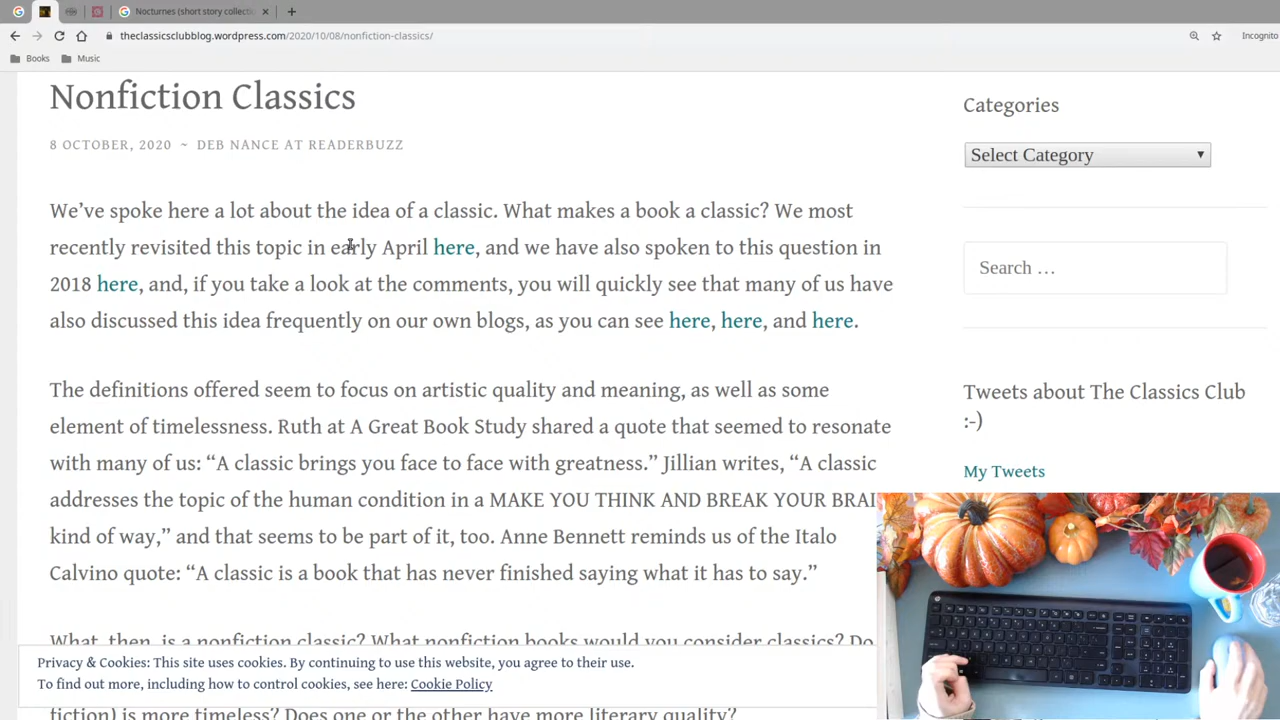 Nocturnes (short story collecti
theclassicsclubblog.wordpress.com/2020/10/08/nonfiction-classics/
Incognito
Books
Music
Nonfiction Classics
8 OCTOBER, 2020 ~ DEB NANCE AT READERBUZZ
We’ve spoke here a lot about the idea of a classic. What makes a book a classic? We most
recently revisited this topic in early April here, and we have also spoken to this question in
2018 here, and, if you take a look at the comments, you will quickly see that many of us have
also discussed this idea frequently on our own blogs, as you can see here, here, and here.
The definitions offered seem to focus on artistic quality and meaning, as well as some
element of timelessness. Ruth at A Great Book Study shared a quote that seemed to resonate
with many of us: “A classic brings you face to face with greatness.” Jillian writes, “A classic
addresses the topic of the human condition in a MAKE YOU THINK AND BREAK YOUR BRAI
kind of way,” and that seems to be part of it, too. Anne Bennett reminds us of the Italo
Calvino quote: “A classic is a book that has never finished saying what it has to say.”
What, then, is a nonfiction classic? What nonfiction books would you consider classics? Do
fiction) is more timeless? Does one or the other have more literary quality?
Categories
Select Category
Search …
Tweets about The Classics Club
:-)
My Tweets
Privacy & Cookies: This site uses cookies. By continuing to use this website, you agree to their use.
To find out more, including how to control cookies, see here: Cookie Policy